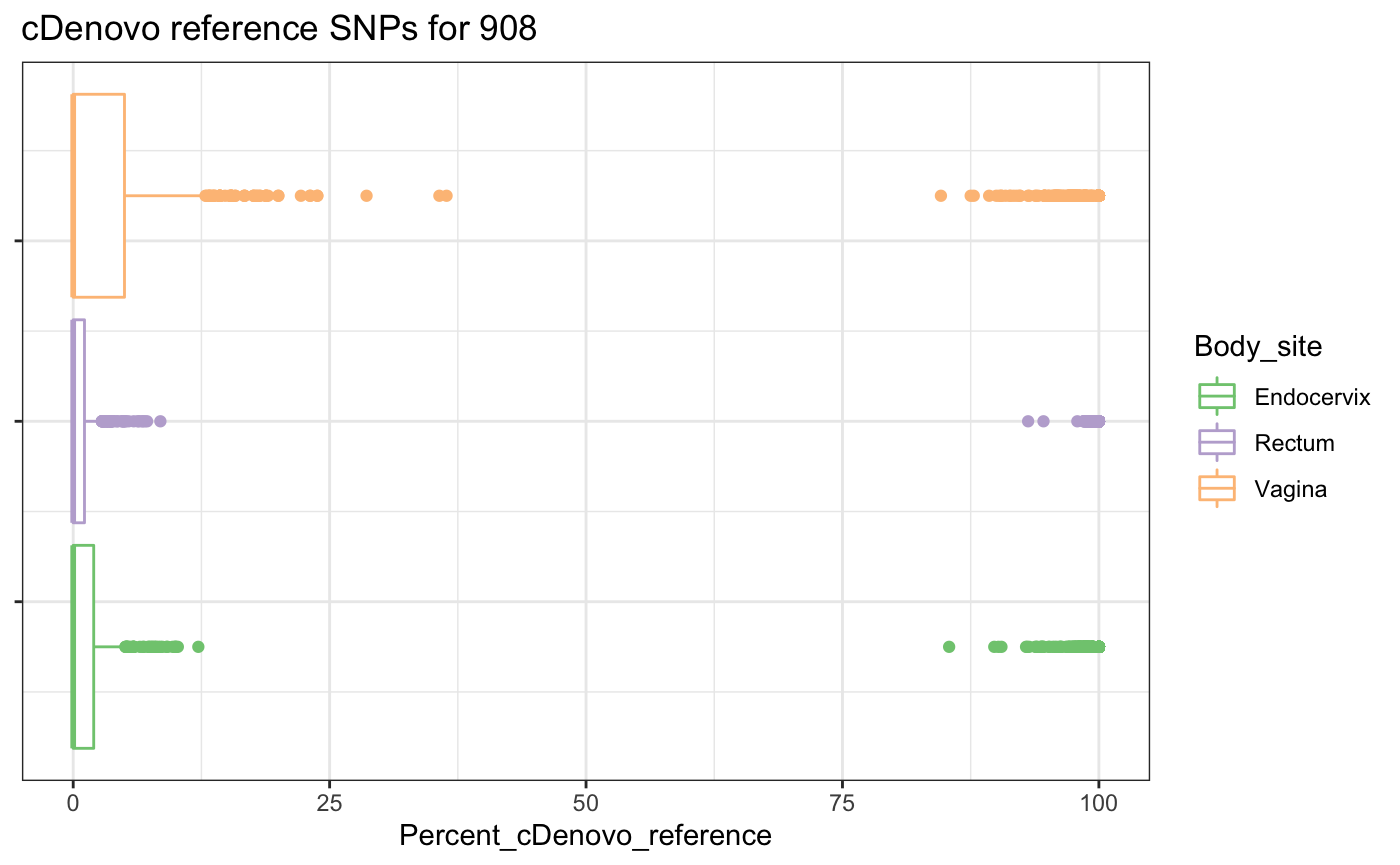 cDenovo reference SNPs for 908
Body_site
Endocervix
Rectum
Vagina
0 25 50 75 100
Percent_cDenovo_reference